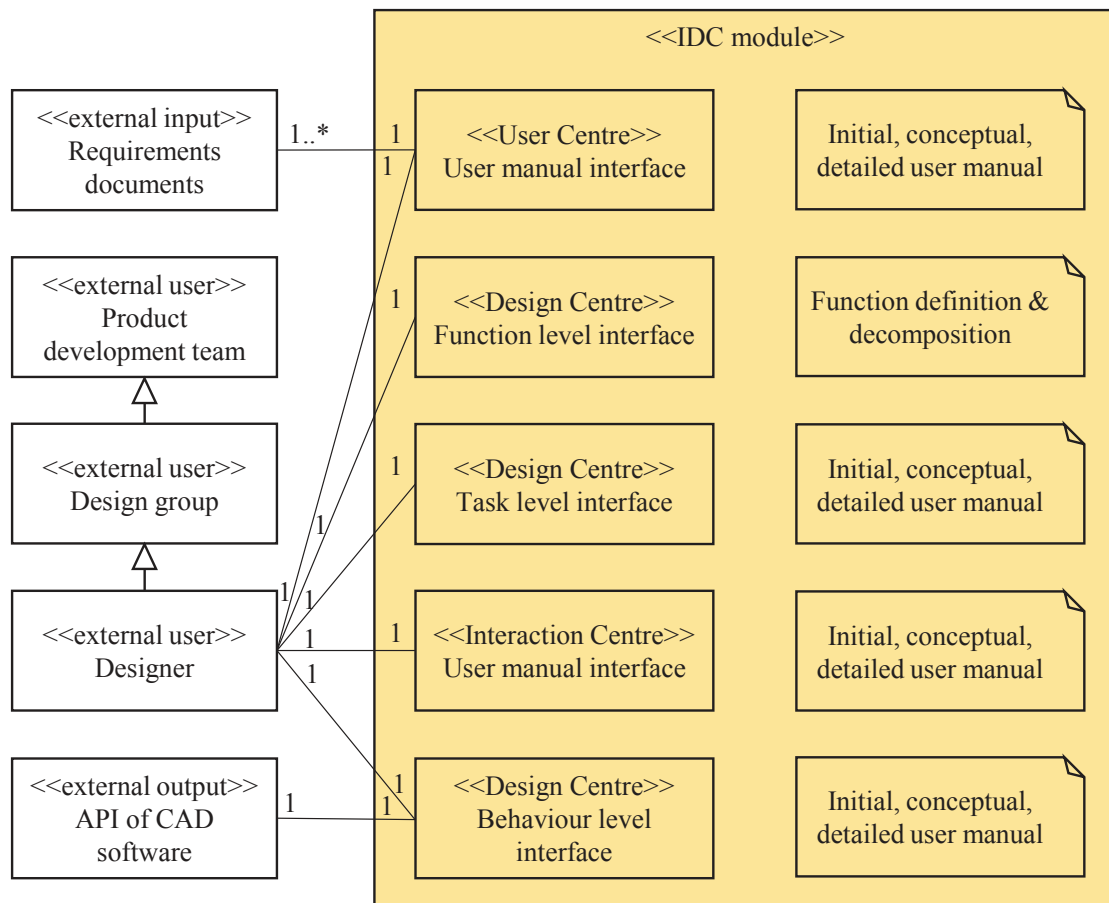 <<IDC module>>
<<external input>>
Requirements
documents
1..*
1
1
<<User Centre>>
User manual interface
Initial, conceptual,
detailed user manual
<<external user>>
Product
development team
1
<<Design Centre>>
Function level interface
Function definition &
decomposition
<<external user>>
Design group
1
1
<<Design Centre>>
Task level interface
Initial, conceptual,
detailed user manual
<<external user>>
Designer
1
1
1
1
1
<<Interaction Centre>>
User manual interface
Initial, conceptual,
detailed user manual
<<external output>>
API of CAD
software
1
1
1
<<Design Centre>>
Behaviour level
interface
Initial, conceptual,
detailed user manual